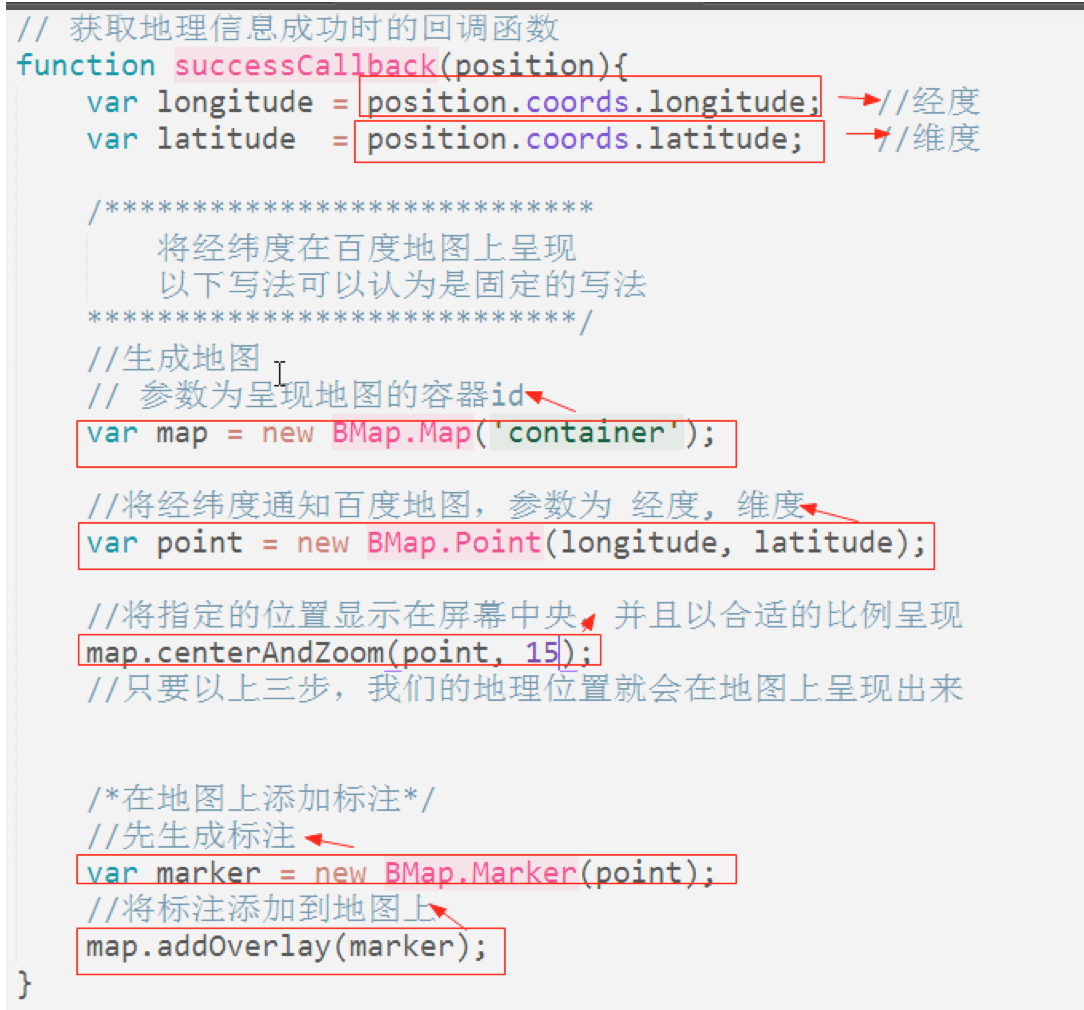 // 获取地理信息成功时的回调函数
function successCallback(position){
var longitude = position.coords.longitude; //经度
var latitude = position.coords.latitude; //维度
/****************************
将经纬度在百度地图上呈现
以下写法可以认为是固定的写法
****************************/
//生成地图
// 参数为呈现地图的容器id
var map = new BMap.Map('container');
//将经纬度通知百度地图，参数为 经度, 维度
var point = new BMap.Point(longitude, latitude);
//将指定的位置显示在屏幕中央，并且以合适的比例呈现
map.centerAndZoom(point, 15);
//只要以上三步，我们的地理位置就会在地图上呈现出来
/*在地图上添加标注*/
//先生成标注
var marker = new BMap.Marker(point);
//将标注添加到地图上
map.addOverlay(marker);
}